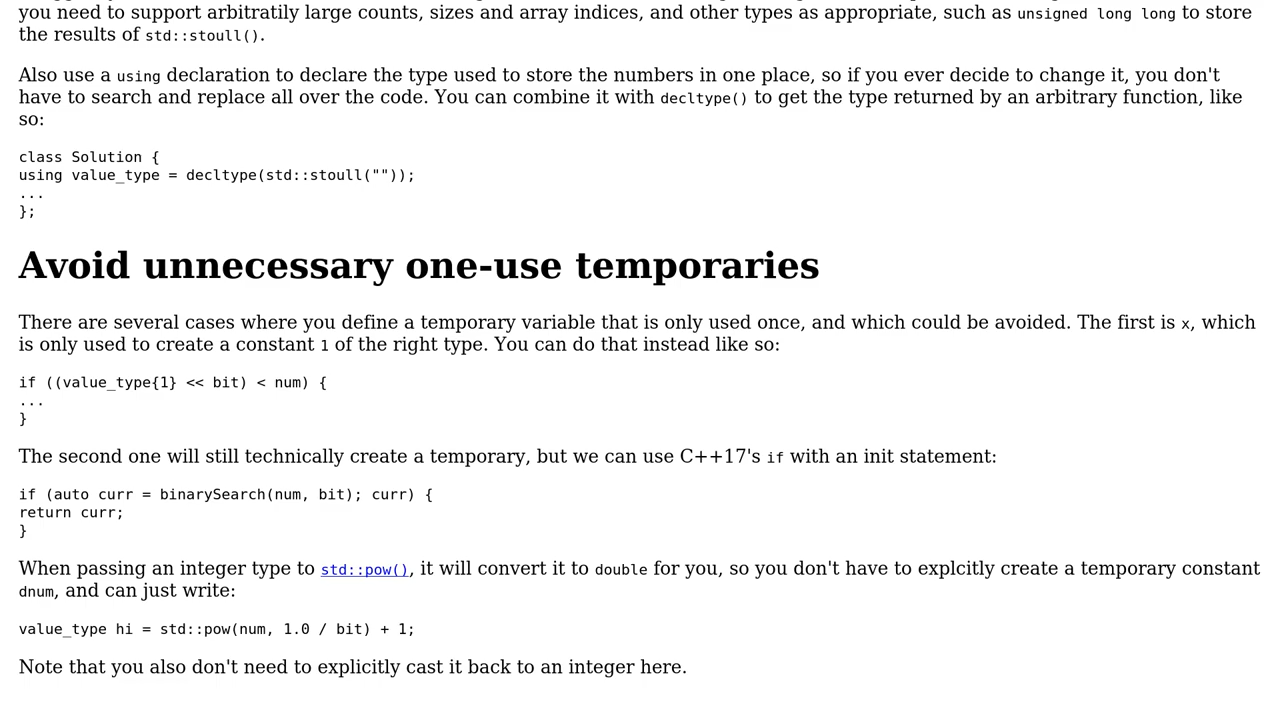 you need to support arbitratily large counts, sizes and array indices, and other types as appropriate, such as unsigned long long to store
the results of std::stoull().
Also use a using declaration to declare the type used to store the numbers in one place, so if you ever decide to change it, you don't
have to search and replace all over the code. You can combine it with decltype() to get the type returned by an arbitrary function, like
so:
class Solution {
using value_type = decltype(std::stoull(""));
...
};
Avoid unnecessary one-use temporaries
There are several cases where you define a temporary variable that is only used once, and which could be avoided. The first is x, which
is only used to create a constant 1 of the right type. You can do that instead like so:
if ((value_type{1} << bit) < num) {
...
}
The second one will still technically create a temporary, but we can use C++17's if with an init statement:
if (auto curr = binarySearch(num, bit); curr) {
return curr;
}
When passing an integer type to std::pow(), it will convert it to double for you, so you don't have to explcitly create a temporary constant
dnum, and can just write:
value_type hi = std::pow(num, 1.0 / bit) + 1;
Note that you also don't need to explicitly cast it back to an integer here.